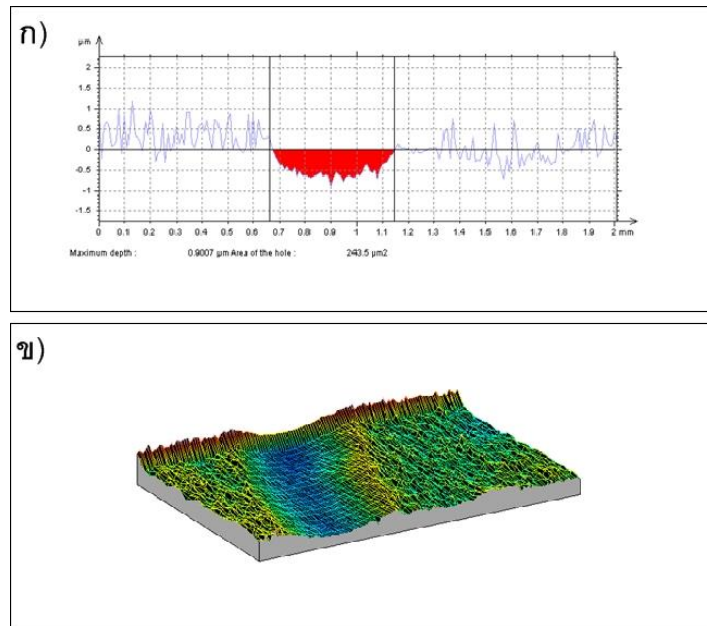 ก)
µm
2
1.5
1
0.5
0
-0.5
-1
-1.5
0 0.1 0.2 0.3 0.4 0.5 0.6 0.7 0.8 0.9 1 1.1 1.2 1.3 1.4 1.5 1.6 1.7 1.8 1.9 2 mm
Maximum depth : 0.9007 µm Area of the hole : 243.5 µm2
ข)